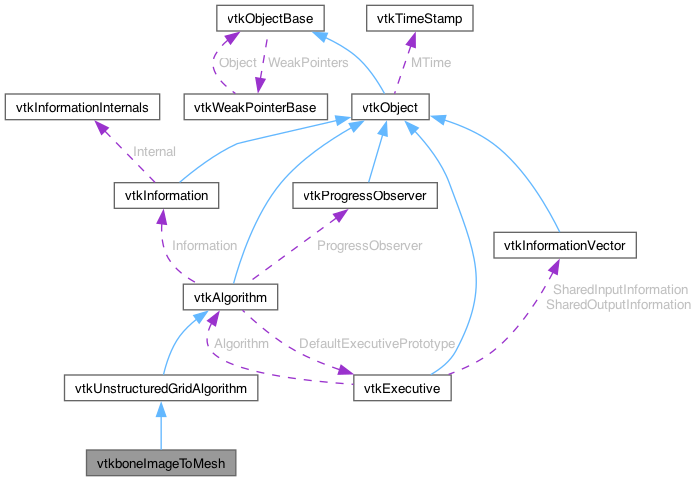 vtkObjectBase
vtkTimeStamp
Object
WeakPointers
MTime
vtkInformationInternals
vtkWeakPointerBase
vtkObject
Internal
vtkInformation
vtkProgressObserver
Information
ProgressObserver
vtkInformationVector
vtkAlgorithm
SharedInputInformation
SharedOutputInformation
Algorithm
DefaultExecutivePrototype
vtkUnstructuredGridAlgorithm
vtkExecutive
vtkboneImageToMesh